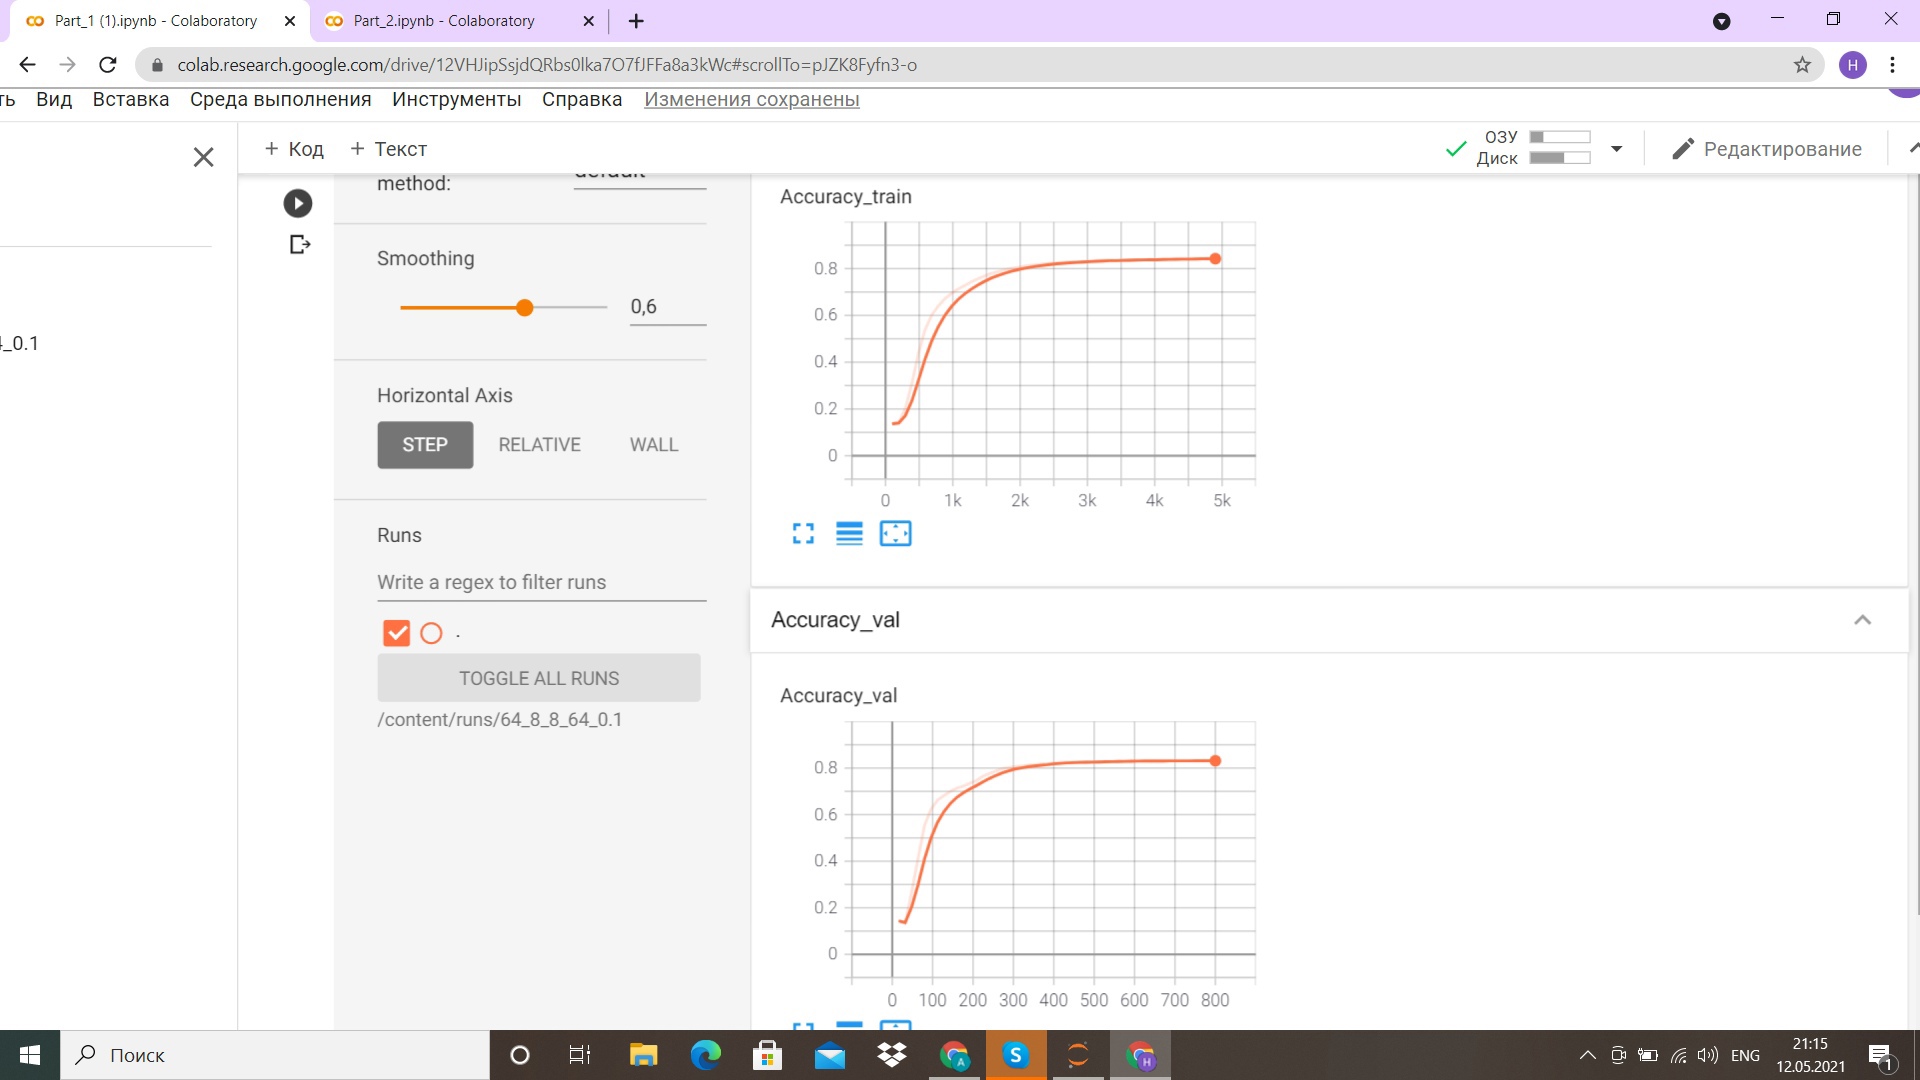 Part_1 (1).ipynb - Colaboratory
Part_2.ipynb - Colaboratory
colab.research.google.com/drive/12VHJipSsjdQRbs0lka7O7fJFFa8a3kWc#scrollTo=pJZK8Fyfn3-o
H
ть Вид Вставка Среда выполнения Инструменты Справка Изменения сохранены
+ Код + Текст
ОЗУ
Диск
Редактирование
method:
default
Smoothing
0,6
Horizontal Axis
STEP RELATIVE WALL
Runs
Write a regex to filter runs
.
TOGGLE ALL RUNS
/content/runs/64_8_8_64_0.1
4_0.1
Accuracy_train
0.8
0.6
0.4
0.2
0
0 1k 2k 3k 4k 5k
Accuracy_val
Accuracy_val
0.8
0.6
0.4
0.2
0
0 100 200 300 400 500 600 700 800
Поиск
A
S
H
ENG
21:15
12.05.2021
1